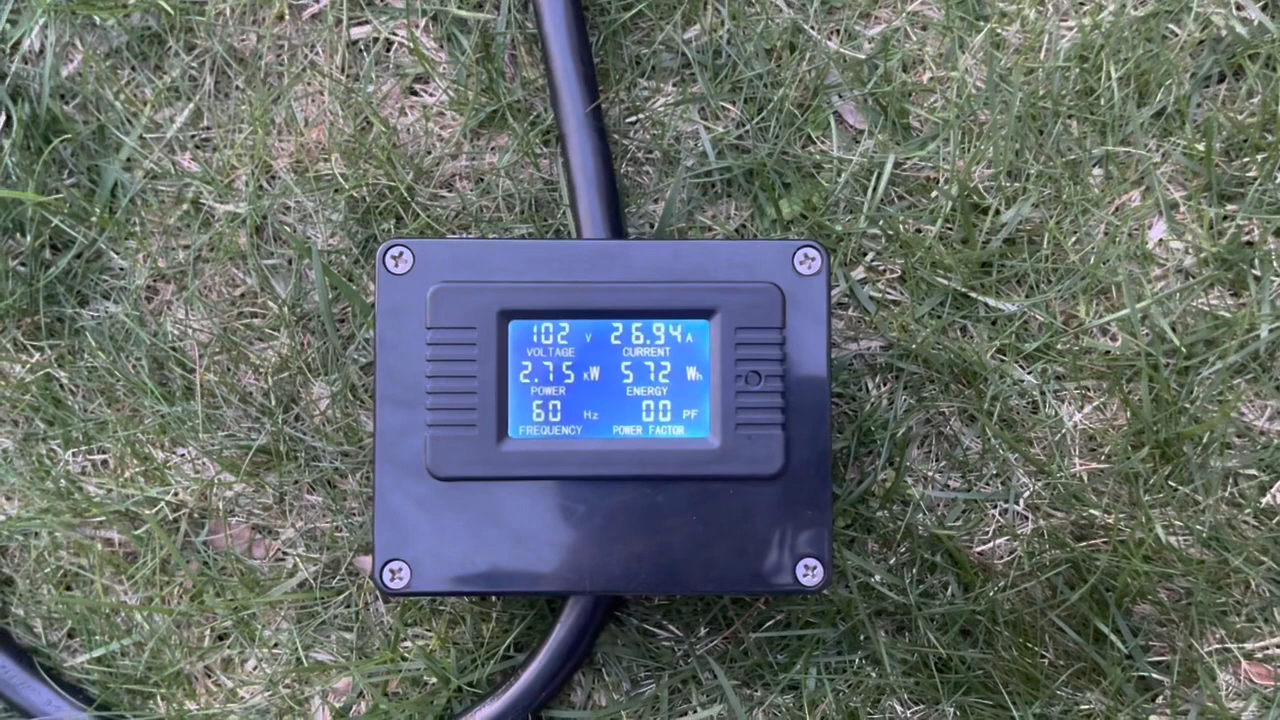 102 V 26.94 A
VOLTAGE CURRENT
2.75 kW 572 Wh
POWER ENERGY
60 Hz 00 PF
FREQUENCY POWER FACTOR